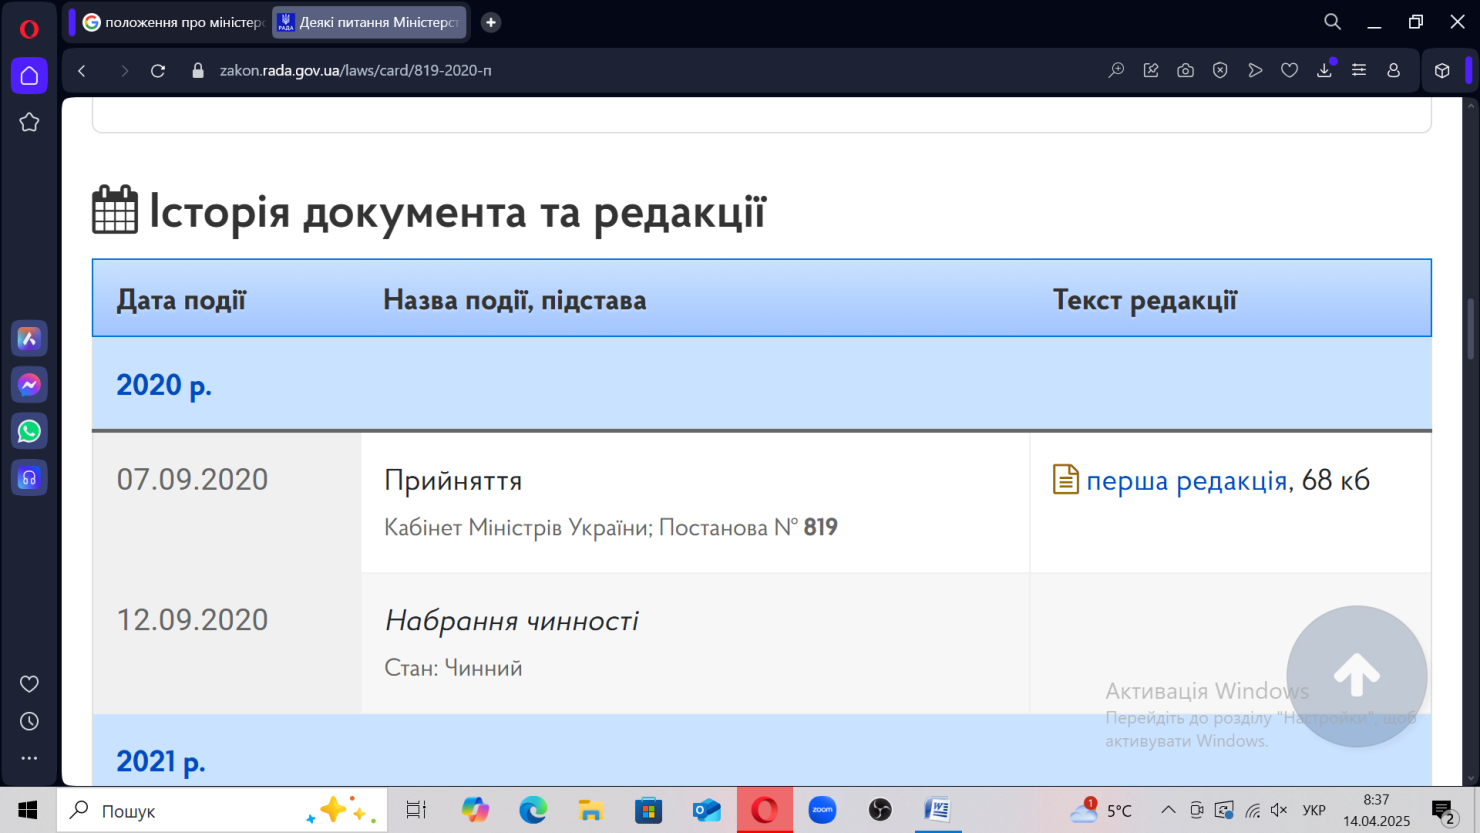 положення про міністер
Деякі питання Міністерст
zakon.rada.gov.ua/laws/card/819-2020-п
Історія документа та редакції
Дата події
Назва події, підстава
Текст редакції
2020 р.
07.09.2020
Прийняття
перша редакція, 68 кб
Кабінет Міністрів України; Постанова № 819
12.09.2020
Набрання чинності
Стан: Чинний
Активація Windows
Перейдіть до розділу "Настройки", щоб
активувати Windows.
2021 р.
Пошук
zoom
1
5°C
УКР
8:37
14.04.2025
2